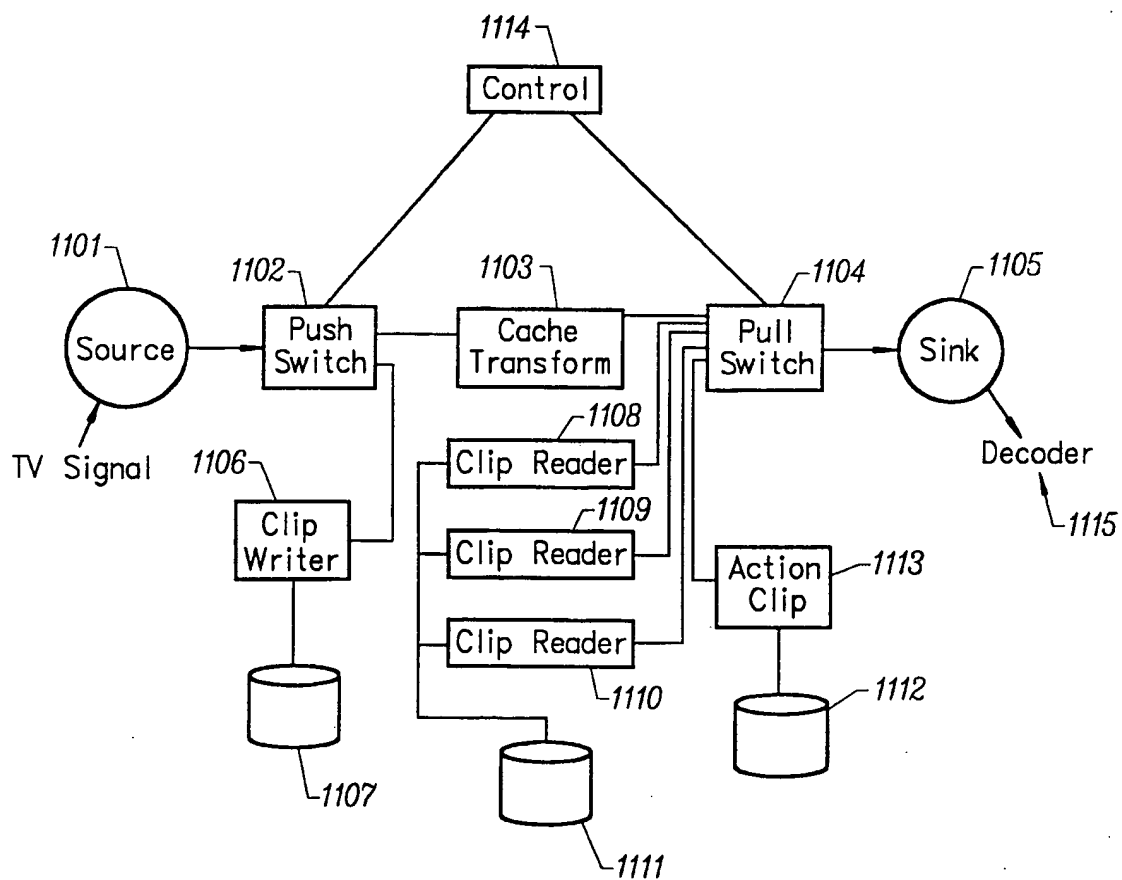 1114
Control
1101
Source
TV Signal
1102
Push
Switch
1103
Cache
Transform
1104
Pull
Switch
1105
Sink
Decoder
1115
1106
Clip
Writer
1107
1108
Clip Reader
1109
Clip Reader
Clip Reader
1110
1111
Action
Clip
1113
1112